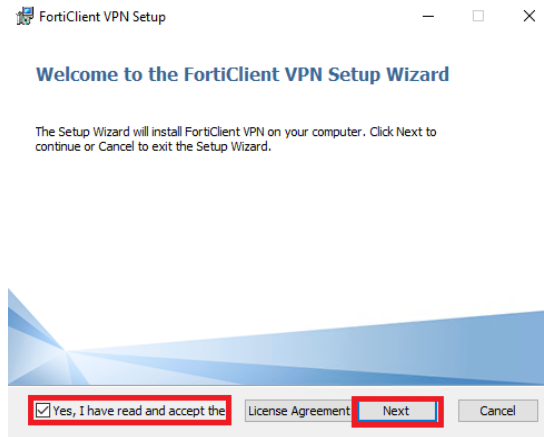 FortiClient VPN Setup
Welcome to the FortiClient VPN Setup Wizard
The Setup Wizard will install FortiClient VPN on your computer. Click Next to
continue or Cancel to exit the Setup Wizard.
Yes, I have read and accept the License Agreement Next Cancel